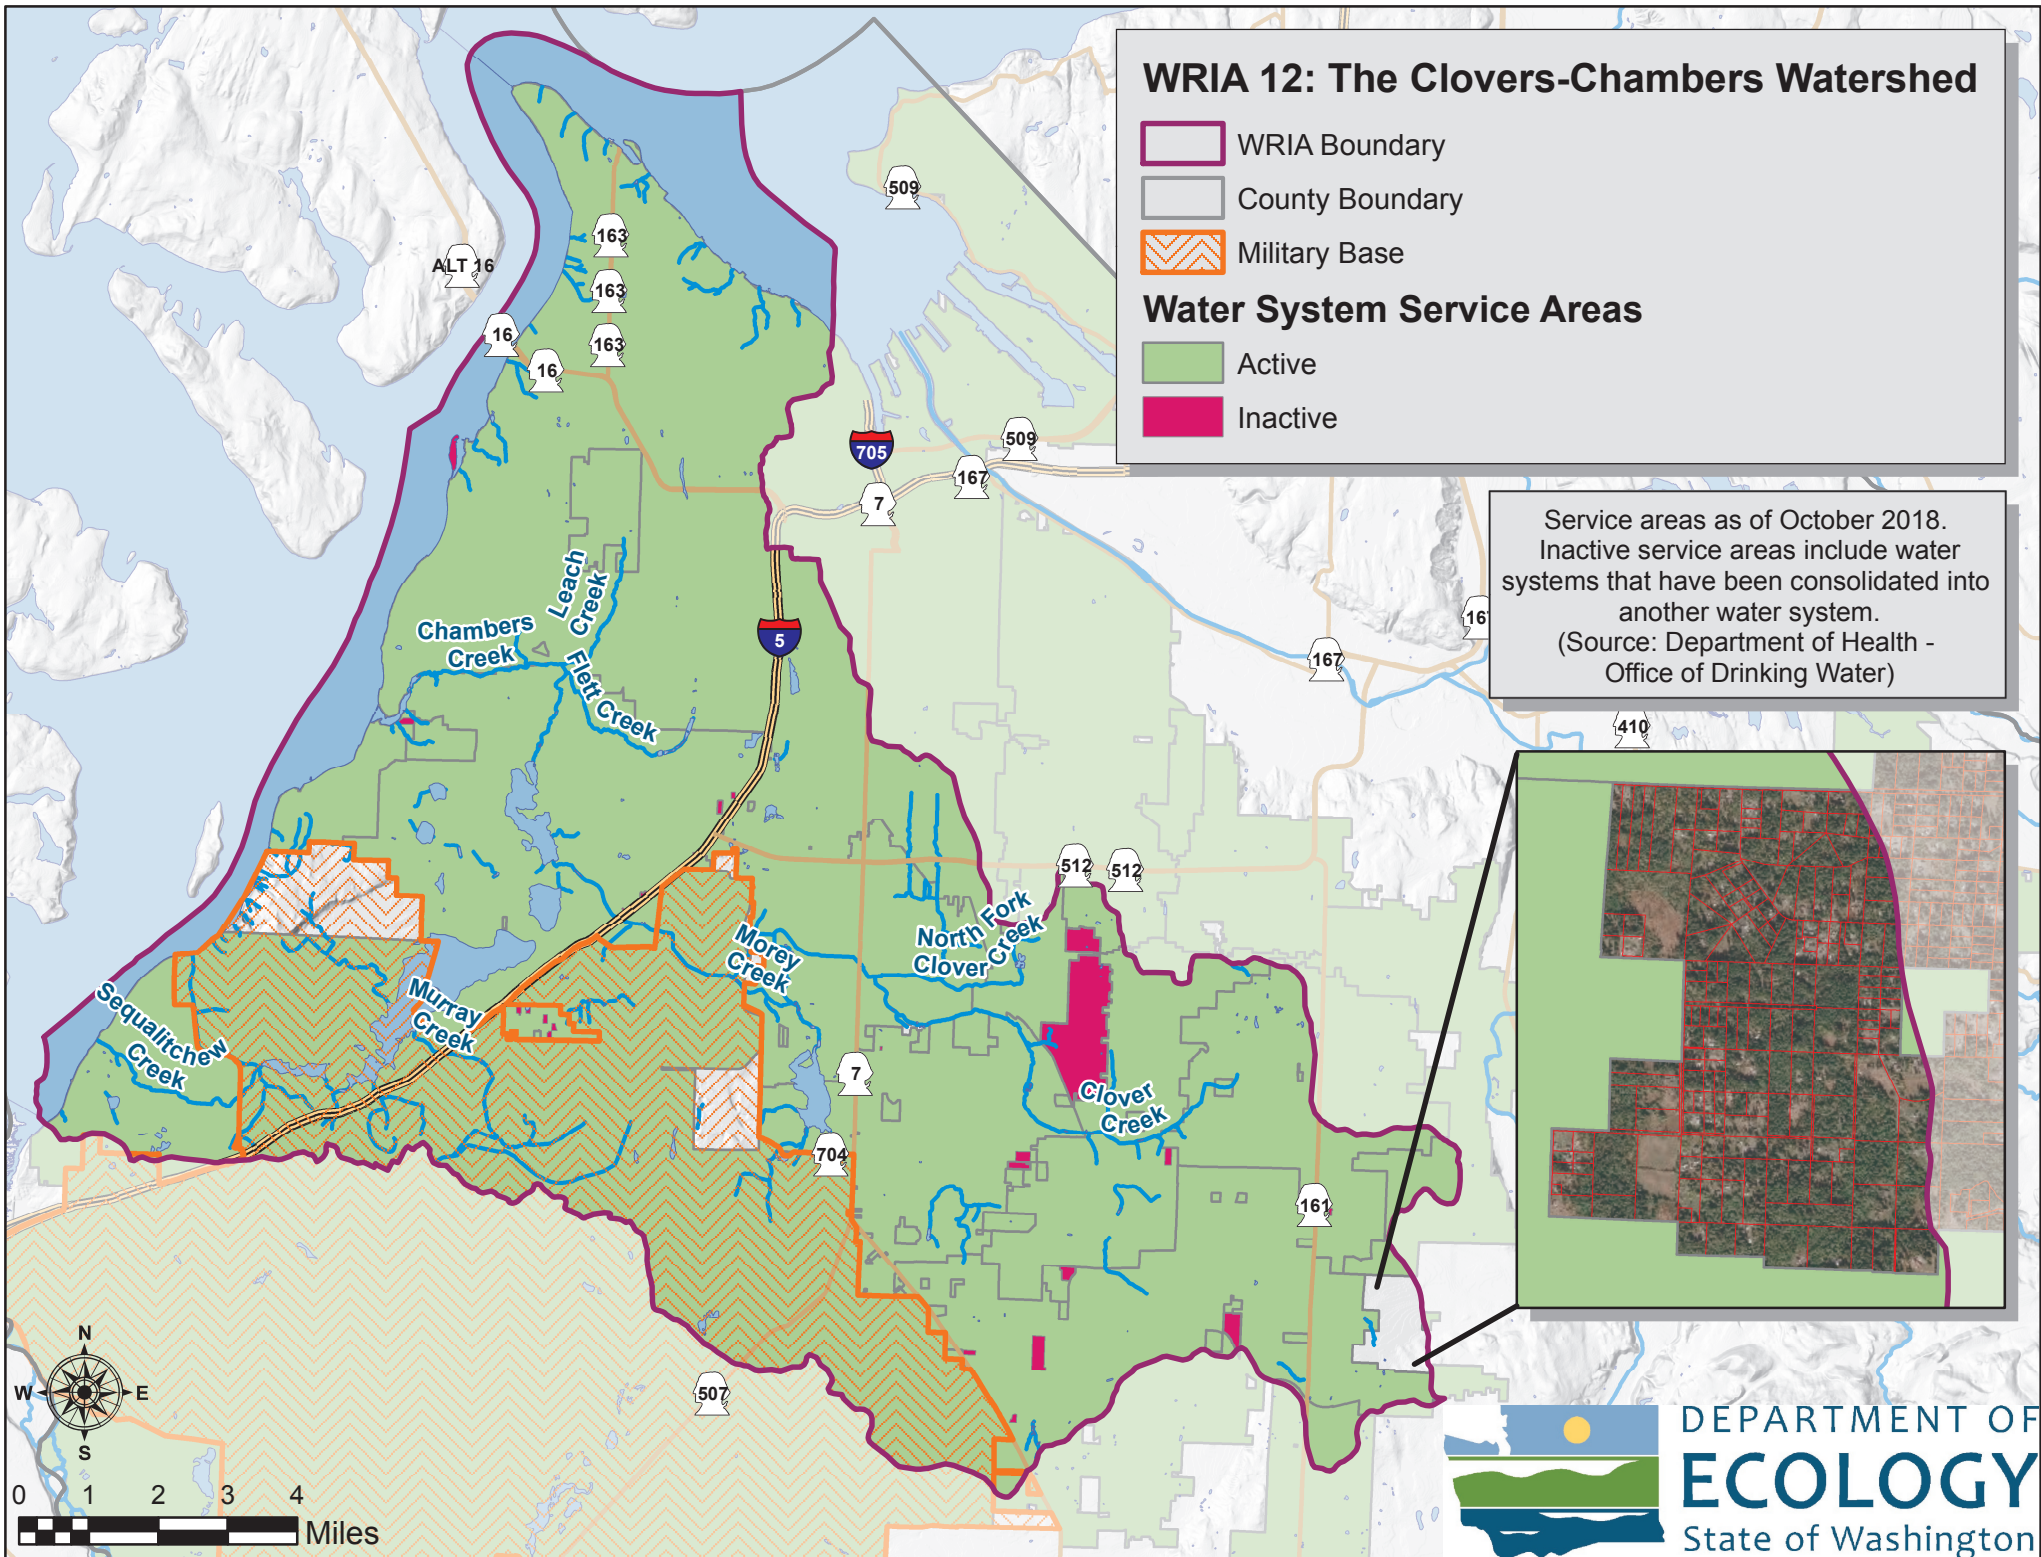 WRIA 12: The Clovers-Chambers Watershed
WRIA Boundary
County Boundary
Military Base
Water System Service Areas
Active
Inactive
Service areas as of October 2018.
Inactive service areas include water
systems that have been consolidated into
another water system.
(Source: Department of Health -
Office of Drinking Water)
509
163
ALT 16
163
16
163
16
509
705
167
7
Leach
Creek
Chambers
Creek
5
167
167
Flett Creek
410
512
512
North Fork
Clover Creek
Morey
Creek
Murray
Creek
Sequalitchew
Creek
7
Clover
Creek
704
161
507
N
W
E
S
0 1 2 3 4
Miles
DEPARTMENT OF
ECOLOGY
State of Washington